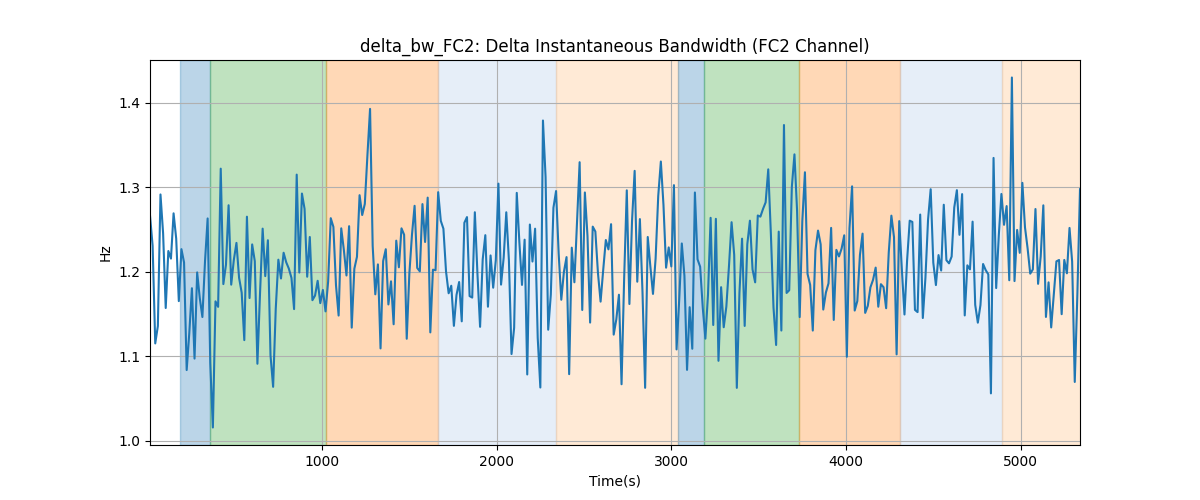 delta_bw_FC2: Delta Instantaneous Bandwidth (FC2 Channel)
1.4
1.3
1.2
1.1
1.0
Hz
1000 2000 3000 4000 5000
Time(s)